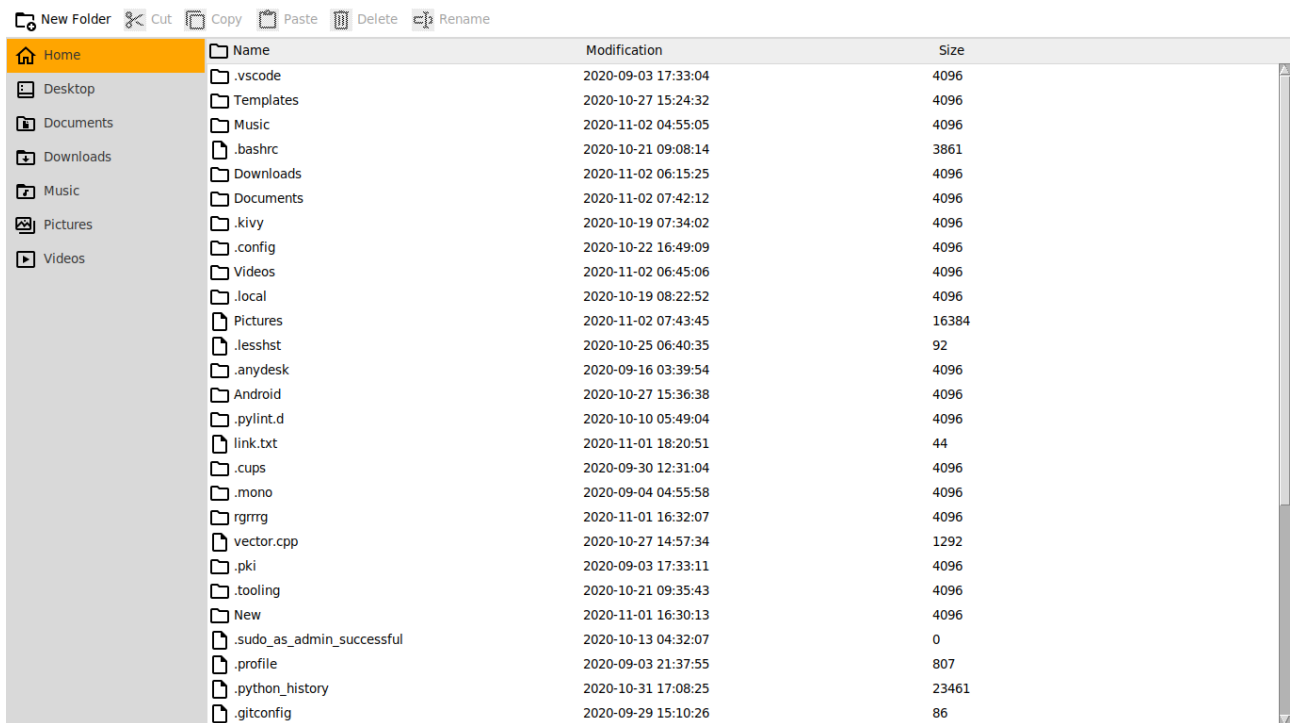 New Folder Cut Copy Paste Delete Rename
Home
Desktop
Documents
Downloads
Music
Pictures
Videos
Name Modification Size
.vscode 2020-09-03 17:33:04 4096
Templates 2020-10-27 15:24:32 4096
Music 2020-11-02 04:55:05 4096
.bashrc 2020-10-21 09:08:14 3861
Downloads 2020-11-02 06:15:25 4096
Documents 2020-11-02 07:42:12 4096
.kivy 2020-10-19 07:34:02 4096
.config 2020-10-22 16:49:09 4096
Videos 2020-11-02 06:45:06 4096
.local 2020-10-19 08:22:52 4096
Pictures 2020-11-02 07:43:45 16384
.lesshst 2020-10-25 06:40:35 92
.anydesk 2020-09-16 03:39:54 4096
Android 2020-10-27 15:36:38 4096
.pylint.d 2020-10-10 05:49:04 4096
link.txt 2020-11-01 18:20:51 44
.cups 2020-09-30 12:31:04 4096
.mono 2020-09-04 04:55:58 4096
rgrrrg 2020-11-01 16:32:07 4096
vector.cpp 2020-10-27 14:57:34 1292
.pki 2020-09-03 17:33:11 4096
.tooling 2020-10-21 09:35:43 4096
New 2020-11-01 16:30:13 4096
.sudo_as_admin_successful 2020-10-13 04:32:07 0
.profile 2020-09-03 21:37:55 807
.python_history 2020-10-31 17:08:25 23461
.gitconfig 2020-09-29 15:10:26 86